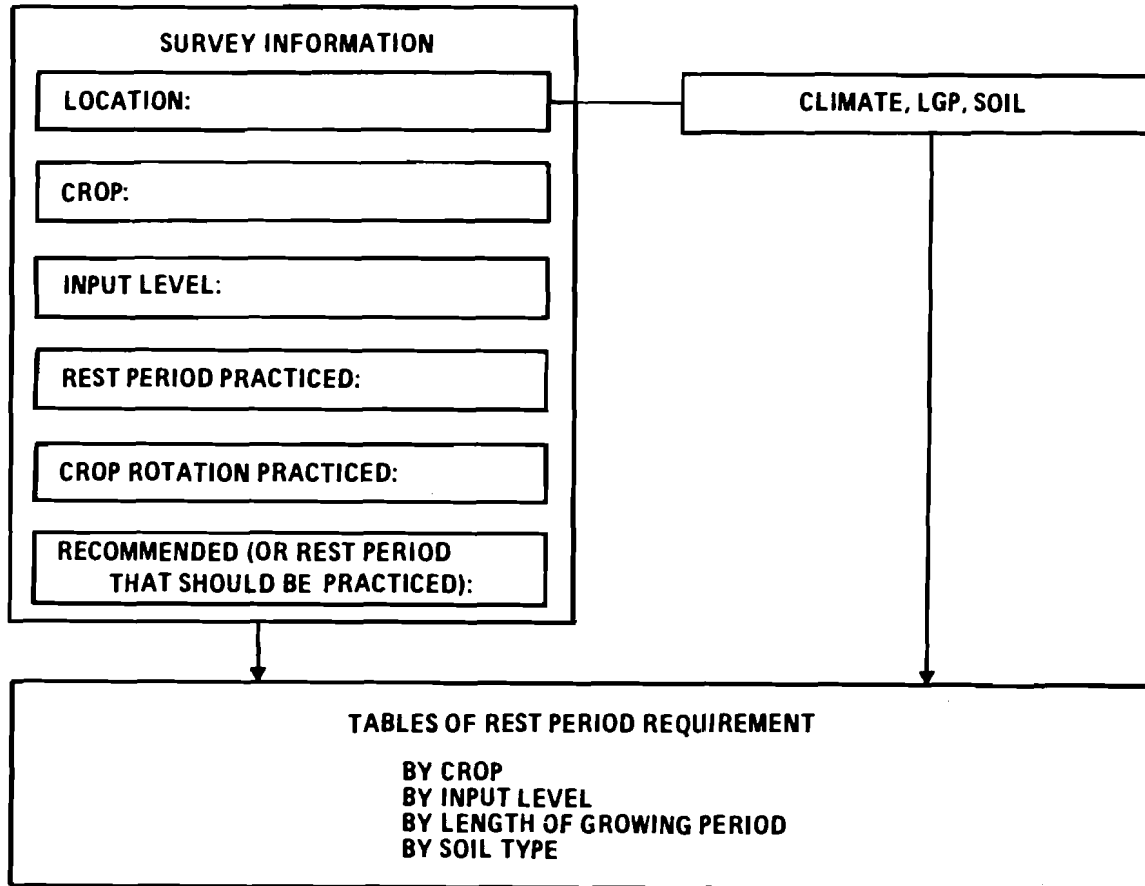 SURVEY INFORMATION
LOCATION:
CLIMATE, LGP, SOIL
CROP:
INPUT LEVEL:
REST PERIOD PRACTICED:
CROP ROTATION PRACTICED:
RECOMMENDED (OR REST PERIOD
THAT SHOULD BE PRACTICED):
TABLES OF REST PERIOD REQUIREMENT
BY CROP
BY INPUT LEVEL
BY LENGTH OF GROWING PERIOD
BY SOIL TYPE